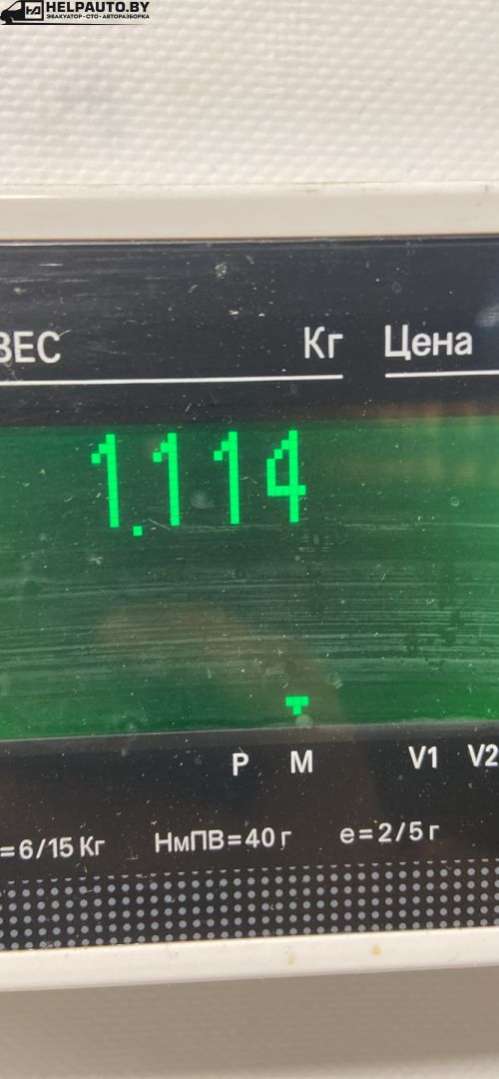 HELPAUTO.BY
ЭВАКУАТОР-СТО-АВТОРАЗБОРКА
ВЕС Кг Цена
1.114
P M V1 V2
=6/15 Кг НмПВ=40 г e=2/5 г